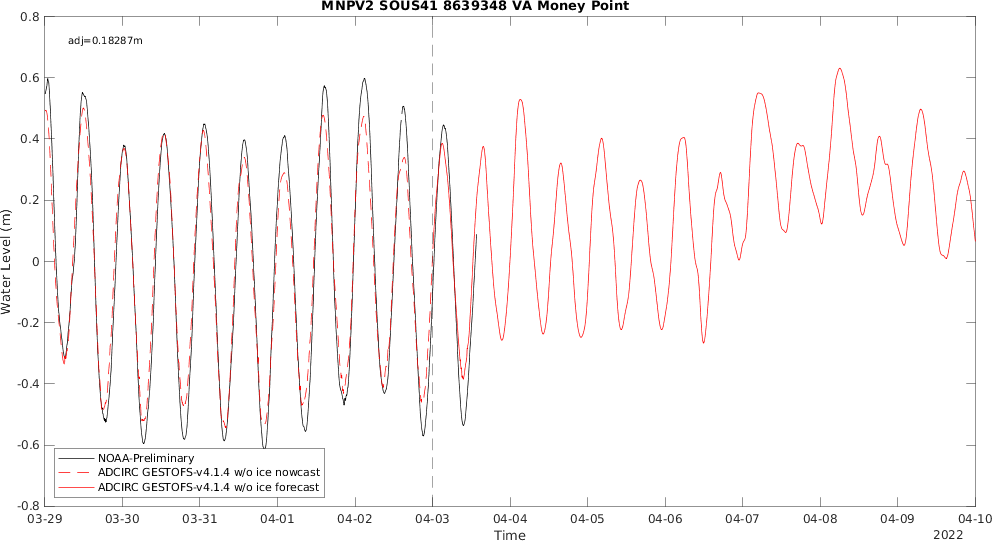 MNPV2 SOUS41 8639348 VA Money Point
adj=0.18287m
0.8
0.6
0.4
0.2
0
-0.2
-0.4
-0.6
-0.8
Water Level (m)
NOAA-Preliminary
ADCIRC GESTOFS-v4.1.4 w/o ice nowcast
ADCIRC GESTOFS-v4.1.4 w/o ice forecast
03-29 03-30 03-31 04-01 04-02 04-03 04-04 04-05 04-06 04-07 04-08 04-09 04-10
Time
2022